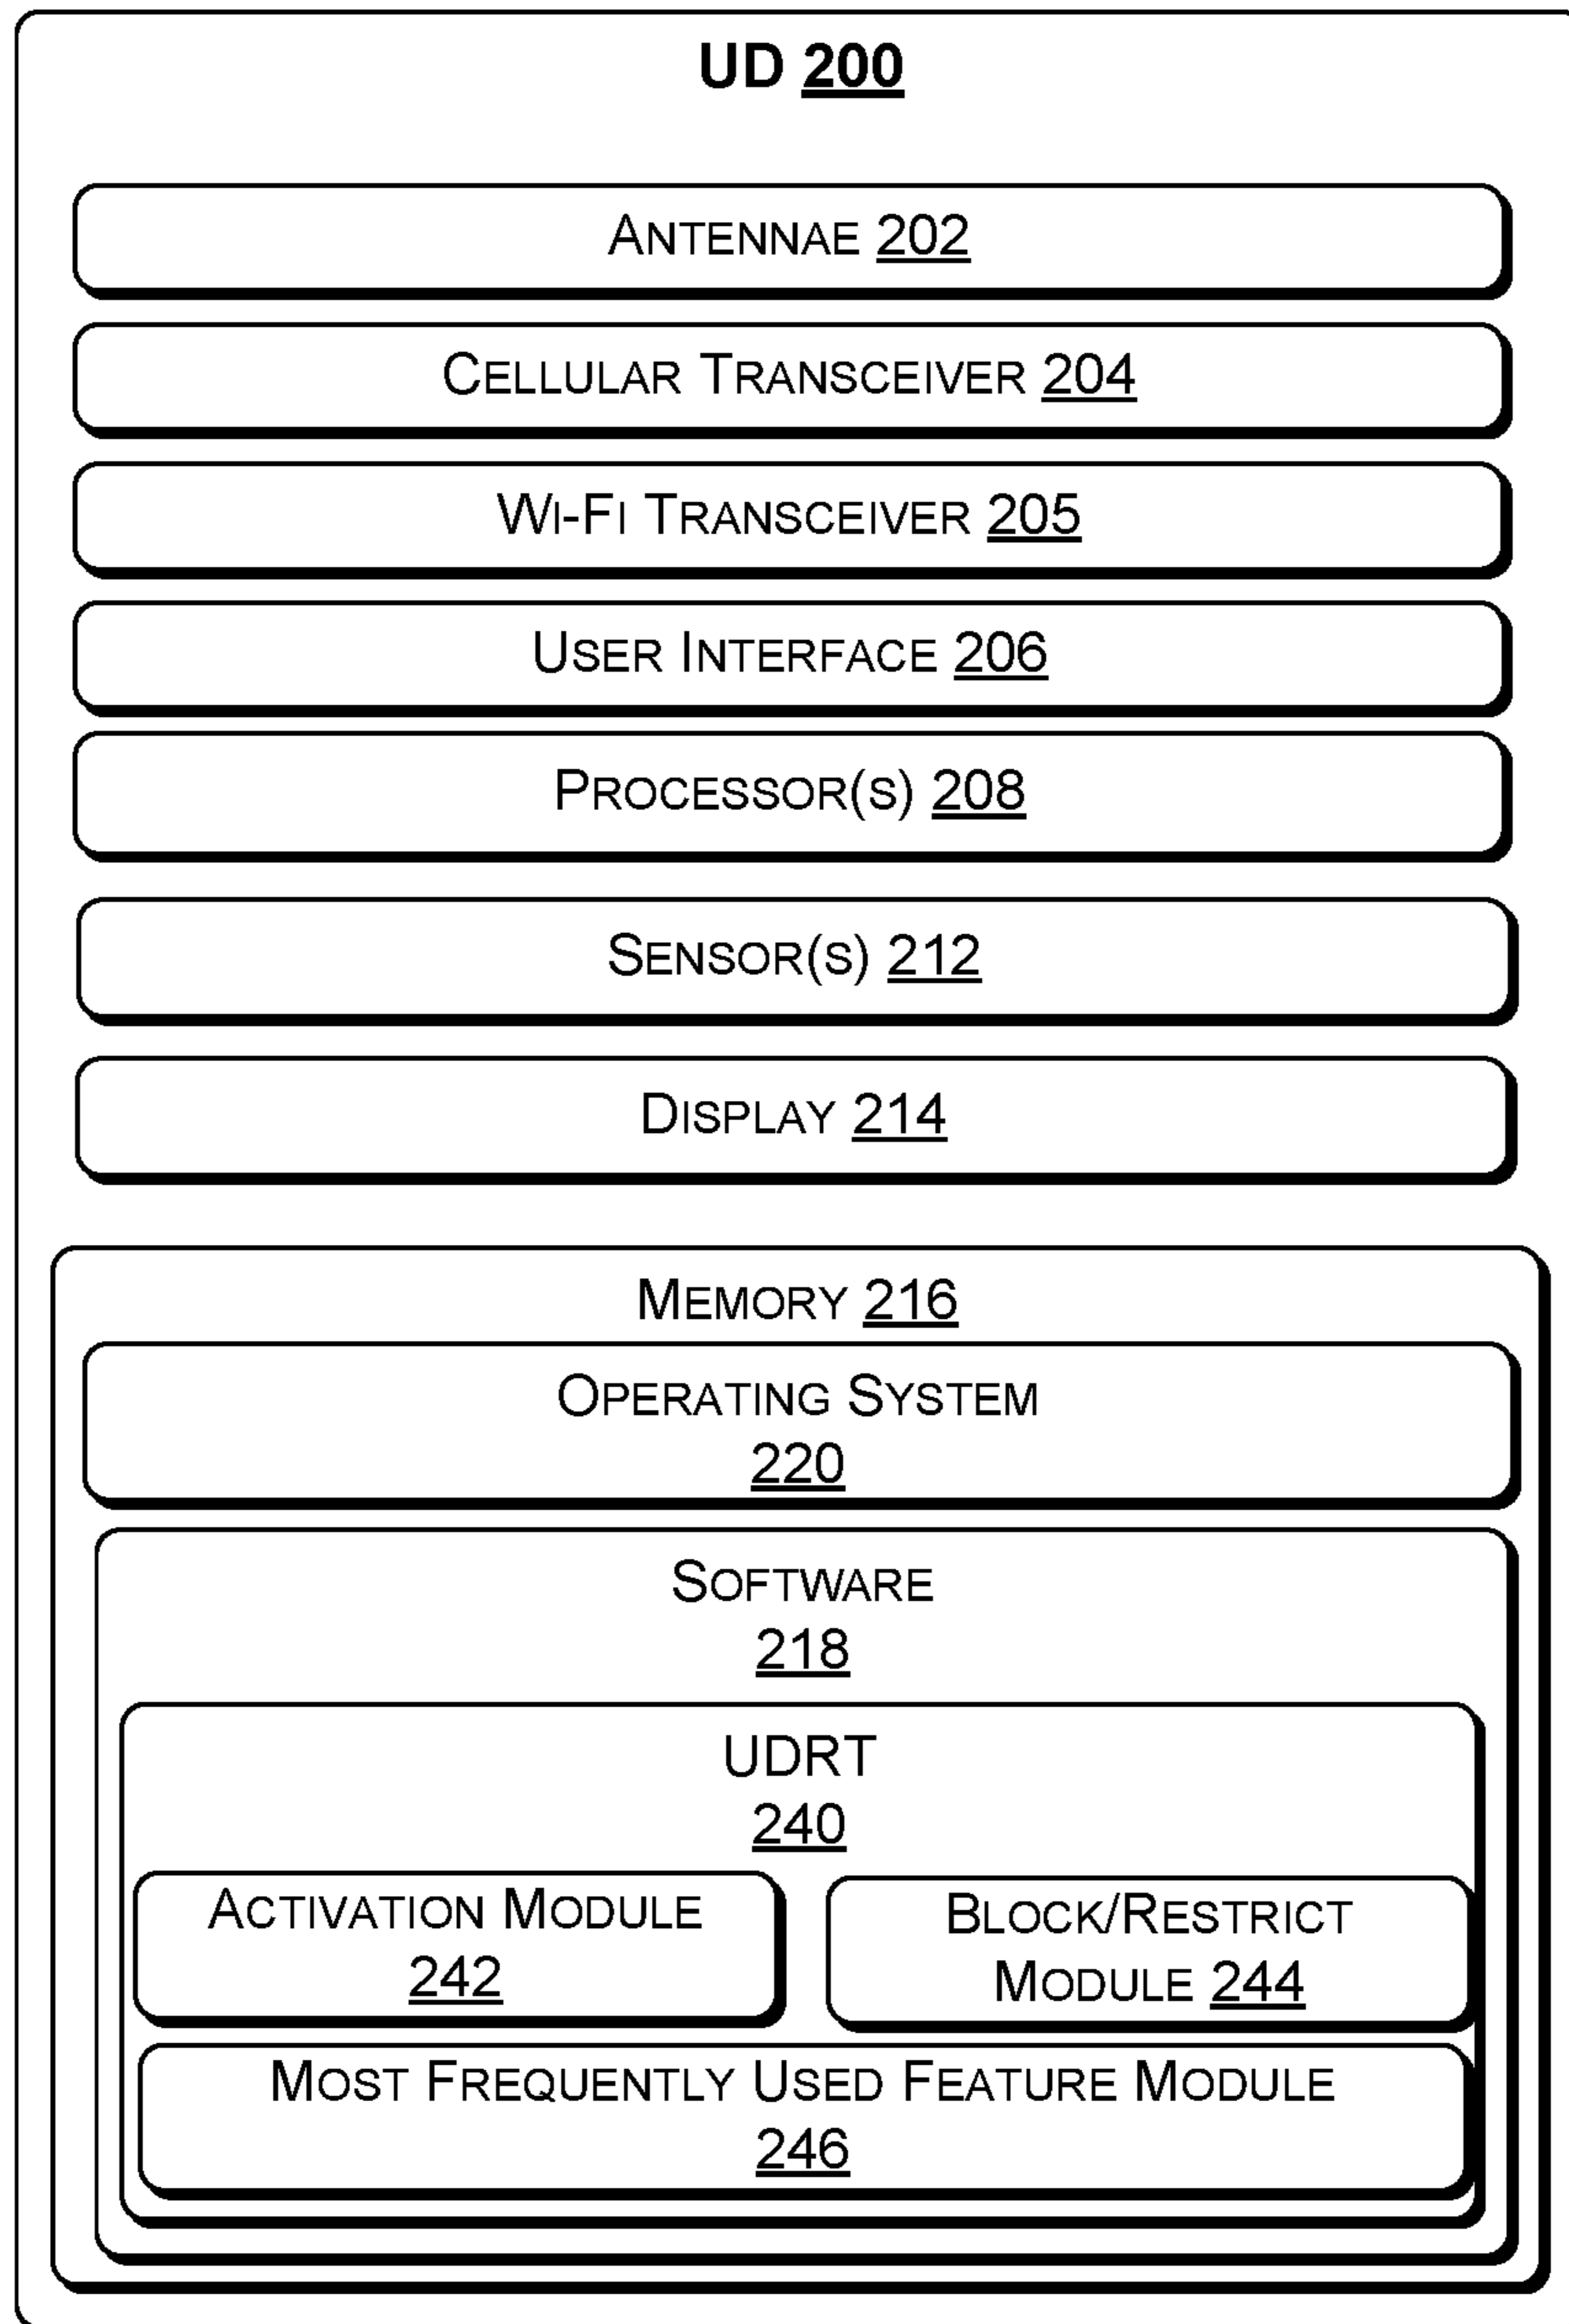 UD 200
ANTENNAE 202
CELLULAR TRANSCEIVER 204
WI-FI TRANSCEIVER 205
USER INTERFACE 206
PROCESSOR(S) 208
SENSOR(S) 212
DISPLAY 214
MEMORY 216
OPERATING SYSTEM
220
SOFTWARE
218
UDRT
240
ACTIVATION MODULE
242
BLOCK/RESTRICT
MODULE 244
MOST FREQUENTLY USED FEATURE MODULE
246